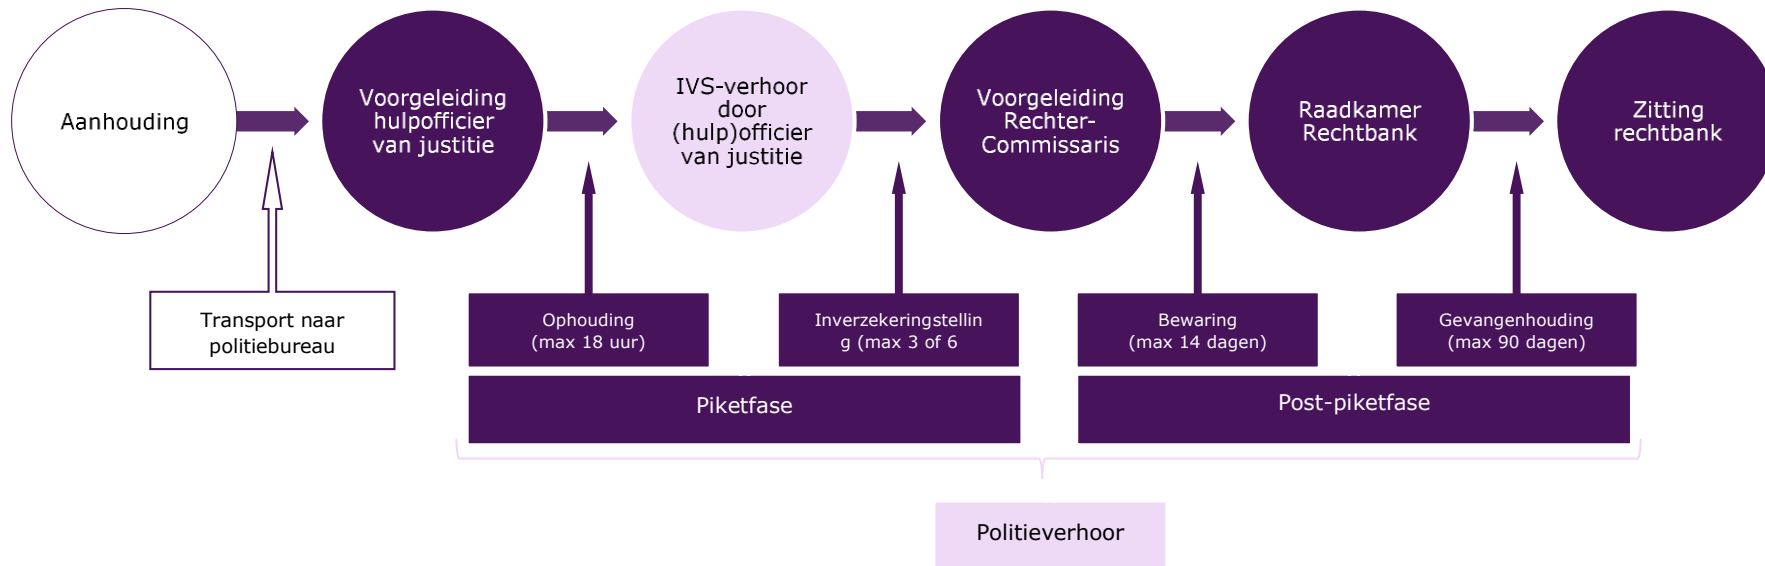 Aanhouding
Voorgeleiding
hulpofficier
van justitie
IVS-verhoor
door
(hulp)officier
van justitie
Voorgeleiding
Rechter-
Commissaris
Raadkamer
Rechtbank
Zitting
rechtbank
Transport naar
politiebureau
Ophouding
(max 18 uur)
Inverzekeringstellin
g (max 3 of 6
Bewaring
(max 14 dagen)
Gevangenhouding
(max 90 dagen)
Piketfase
Post-piketfase
Politieverhoor